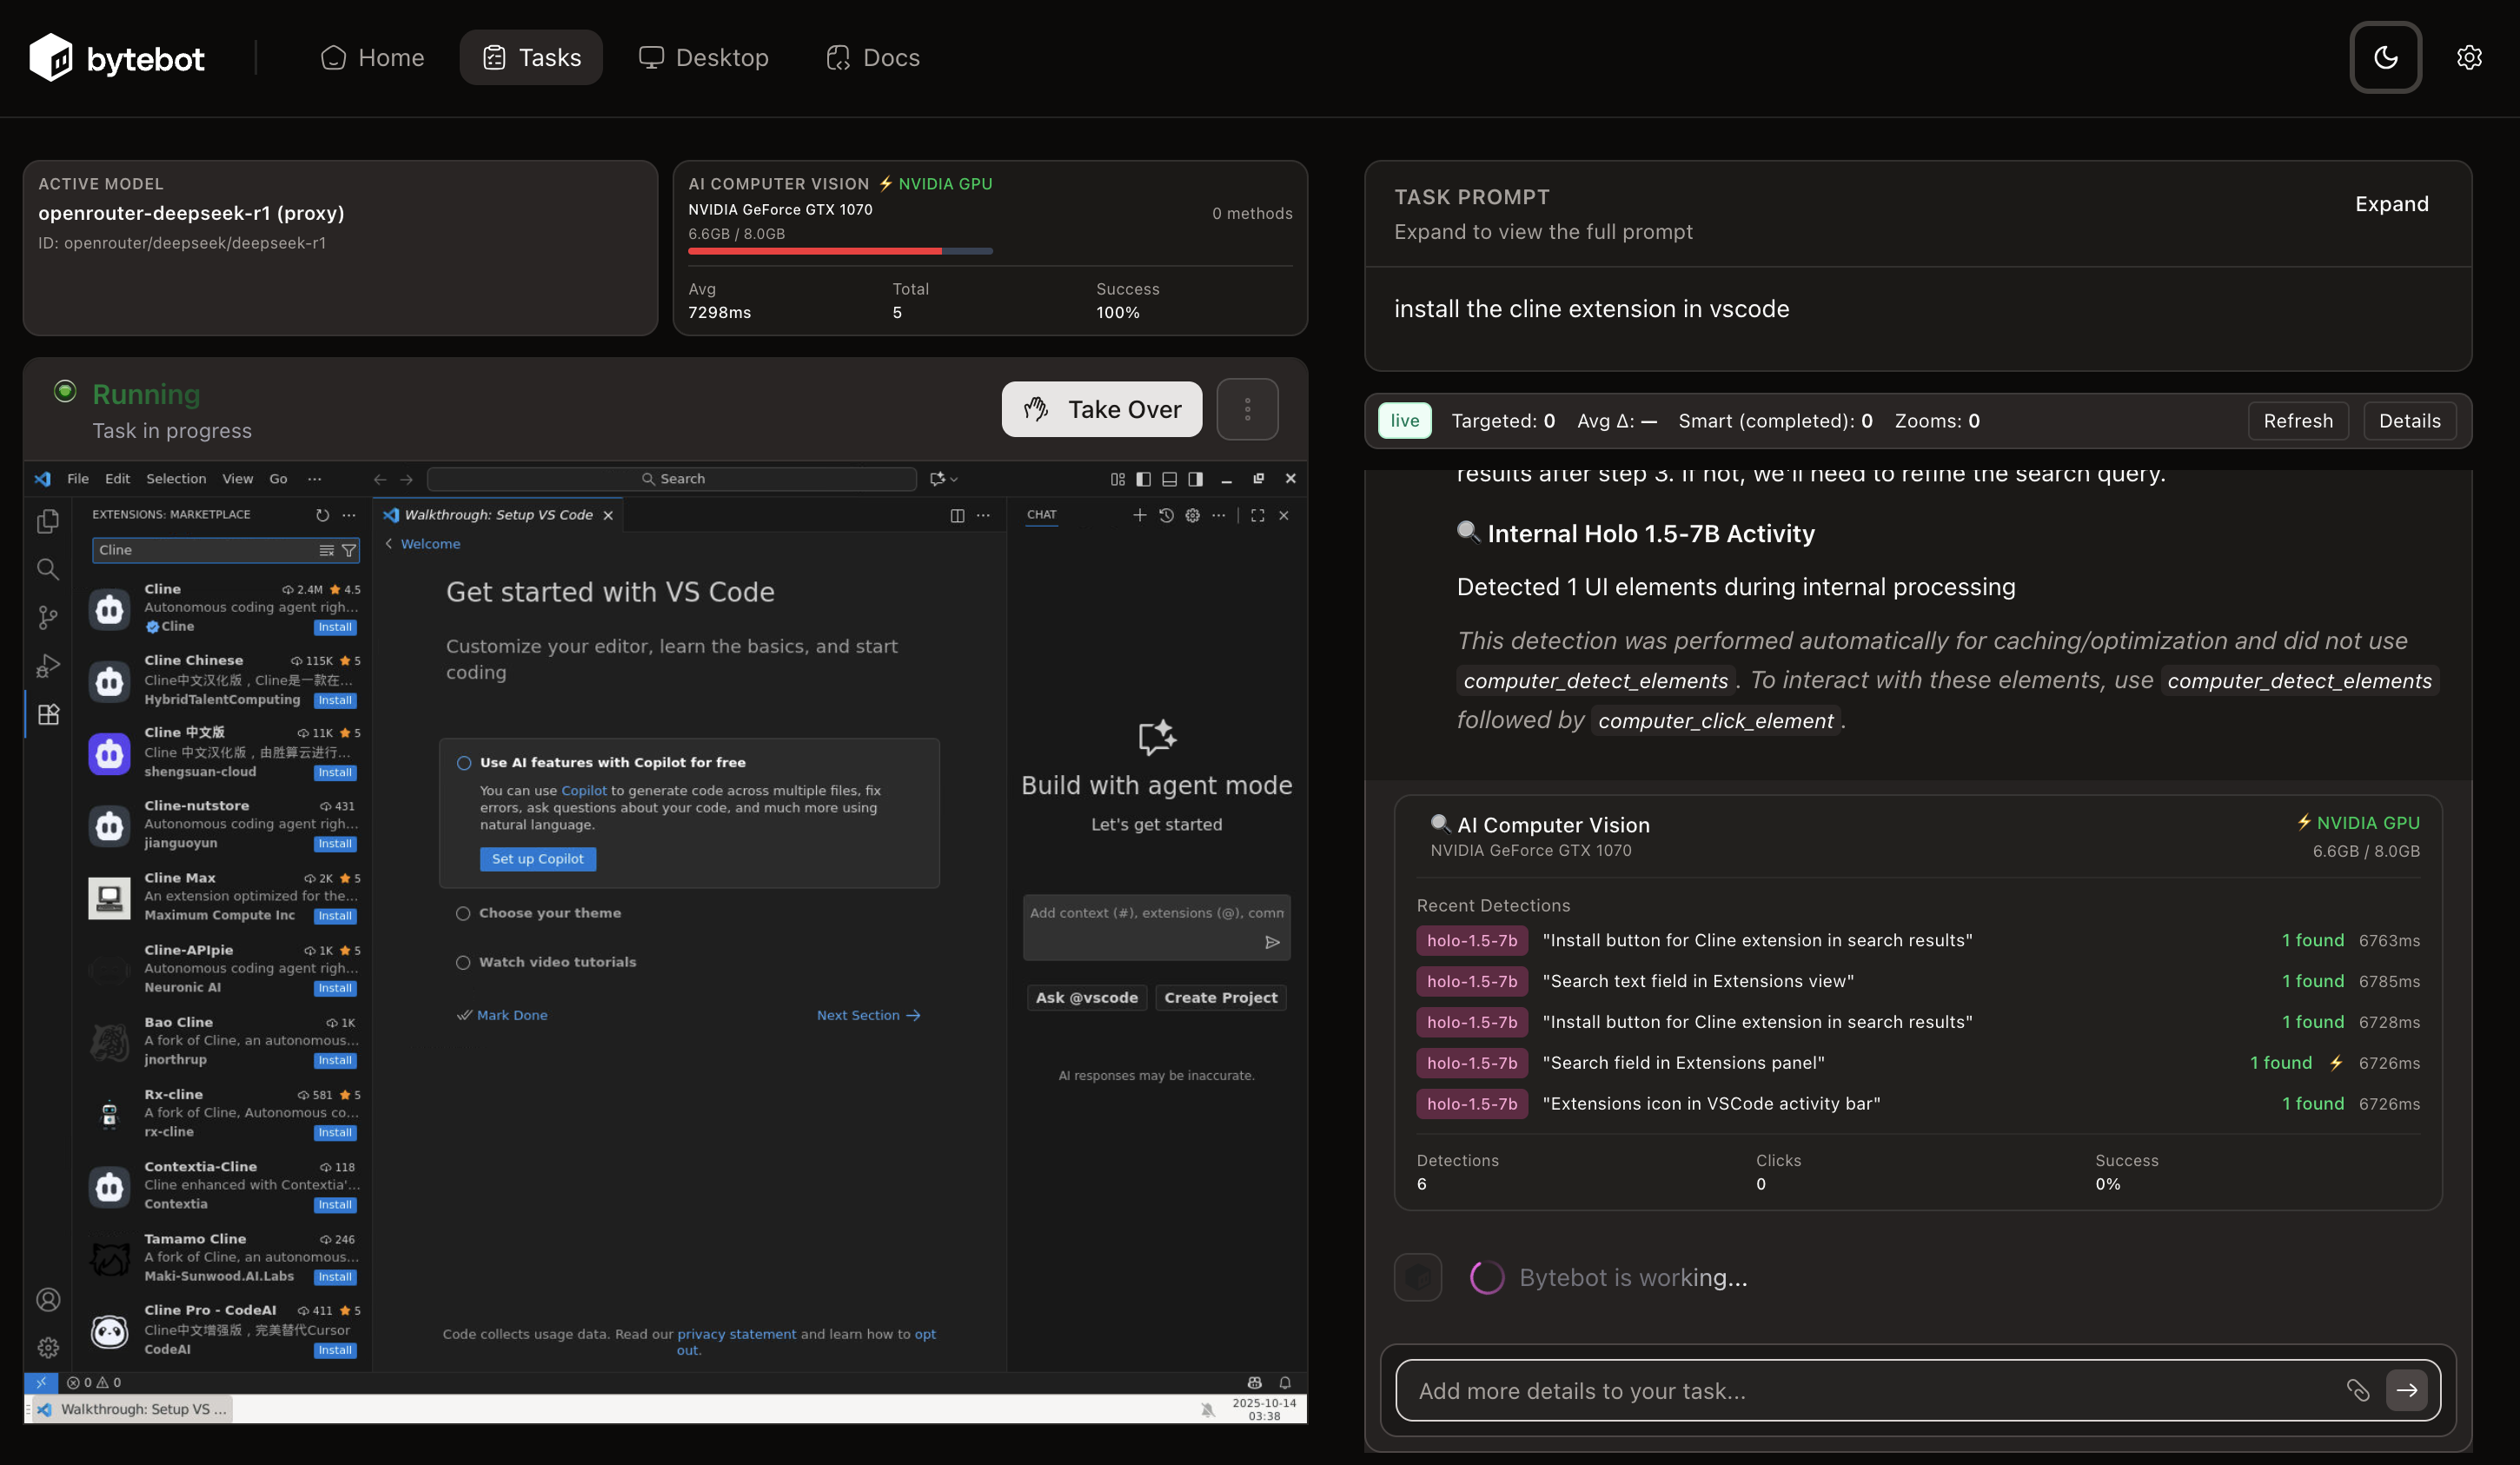 bytebot
Home
Tasks
Desktop
Docs
ACTIVE MODEL
openrouter-deepseek-r1 (proxy)
ID: openrouter/deepseek/deepseek-r1
AI COMPUTER VISION ⚡ NVIDIA GPU
NVIDIA GeForce GTX 1070
0 methods
6.6GB / 8.0GB
Avg Total Success
7298ms 5 100%
Running
Task in progress
Take Over
File Edit Selection View Go ···
Search
EXTENSIONS: MARKETPLACE
Cline
Cline 2.4M ★ 4.5
Autonomous coding agent righ...
Cline Install
Cline Chinese 115K ★ 5
Cline中文汉化版，Cline是一款在...
HybridTalentComputing Install
Cline 中文版 11K ★ 5
Cline 中文汉化版，由胜算云进行...
shengsuan-cloud Install
Cline-nutstore 431
Autonomous coding agent righ...
jianguoyun Install
Cline Max 2K ★ 5
An extension optimized for the...
Maximum Compute Inc Install
Cline-APIpie 1K ★ 5
Autonomous coding agent righ...
Neuronic AI Install
Bao Cline 1K
A fork of Cline, an autonomous...
jnorthrup Install
Rx-cline 581 ★ 5
A fork of Cline, Autonomous co...
rx-cline Install
Contextia-Cline 118
Cline enhanced with Contextia'...
Contextia Install
Tamamo Cline 246
A fork of Cline, an autonomous...
Maki-Sunwood.AI.Labs Install
Cline Pro - CodeAI 411 ★ 5
Cline中文增强版，完美替代Cursor
CodeAI Install
Walkthrough: Setup VS Code
Welcome
Get started with VS Code
Customize your editor, learn the basics, and start
coding
Use AI features with Copilot for free
You can use Copilot to generate code across multiple files, fix
errors, ask questions about your code, and much more using
natural language.
Set up Copilot
Choose your theme
Watch video tutorials
Mark Done
Next Section →
Code collects usage data. Read our privacy statement and learn how to opt
out.
CHAT
Build with agent mode
Let's get started
Add context (#), extensions (@), comm
Ask @vscode Create Project
AI responses may be inaccurate.
0 0
Walkthrough: Setup VS ...
2025-10-14
03:38
TASK PROMPT
Expand to view the full prompt
Expand
install the cline extension in vscode
live Targeted: 0 Avg Δ: — Smart (completed): 0 Zooms: 0 Refresh Details
results after step 3. If not, we'll need to refine the search query.
Internal Holo 1.5-7B Activity
Detected 1 UI elements during internal processing
This detection was performed automatically for caching/optimization and did not use
computer_detect_elements . To interact with these elements, use computer_detect_elements
followed by computer_click_element .
AI Computer Vision ⚡ NVIDIA GPU
NVIDIA GeForce GTX 1070 6.6GB / 8.0GB
Recent Detections
holo-1.5-7b "Install button for Cline extension in search results" 1 found 6763ms
holo-1.5-7b "Search text field in Extensions view" 1 found 6785ms
holo-1.5-7b "Install button for Cline extension in search results" 1 found 6728ms
holo-1.5-7b "Search field in Extensions panel" 1 found ⚡ 6726ms
holo-1.5-7b "Extensions icon in VSCode activity bar" 1 found 6726ms
Detections Clicks Success
6 0 0%
Bytebot is working...
Add more details to your task...